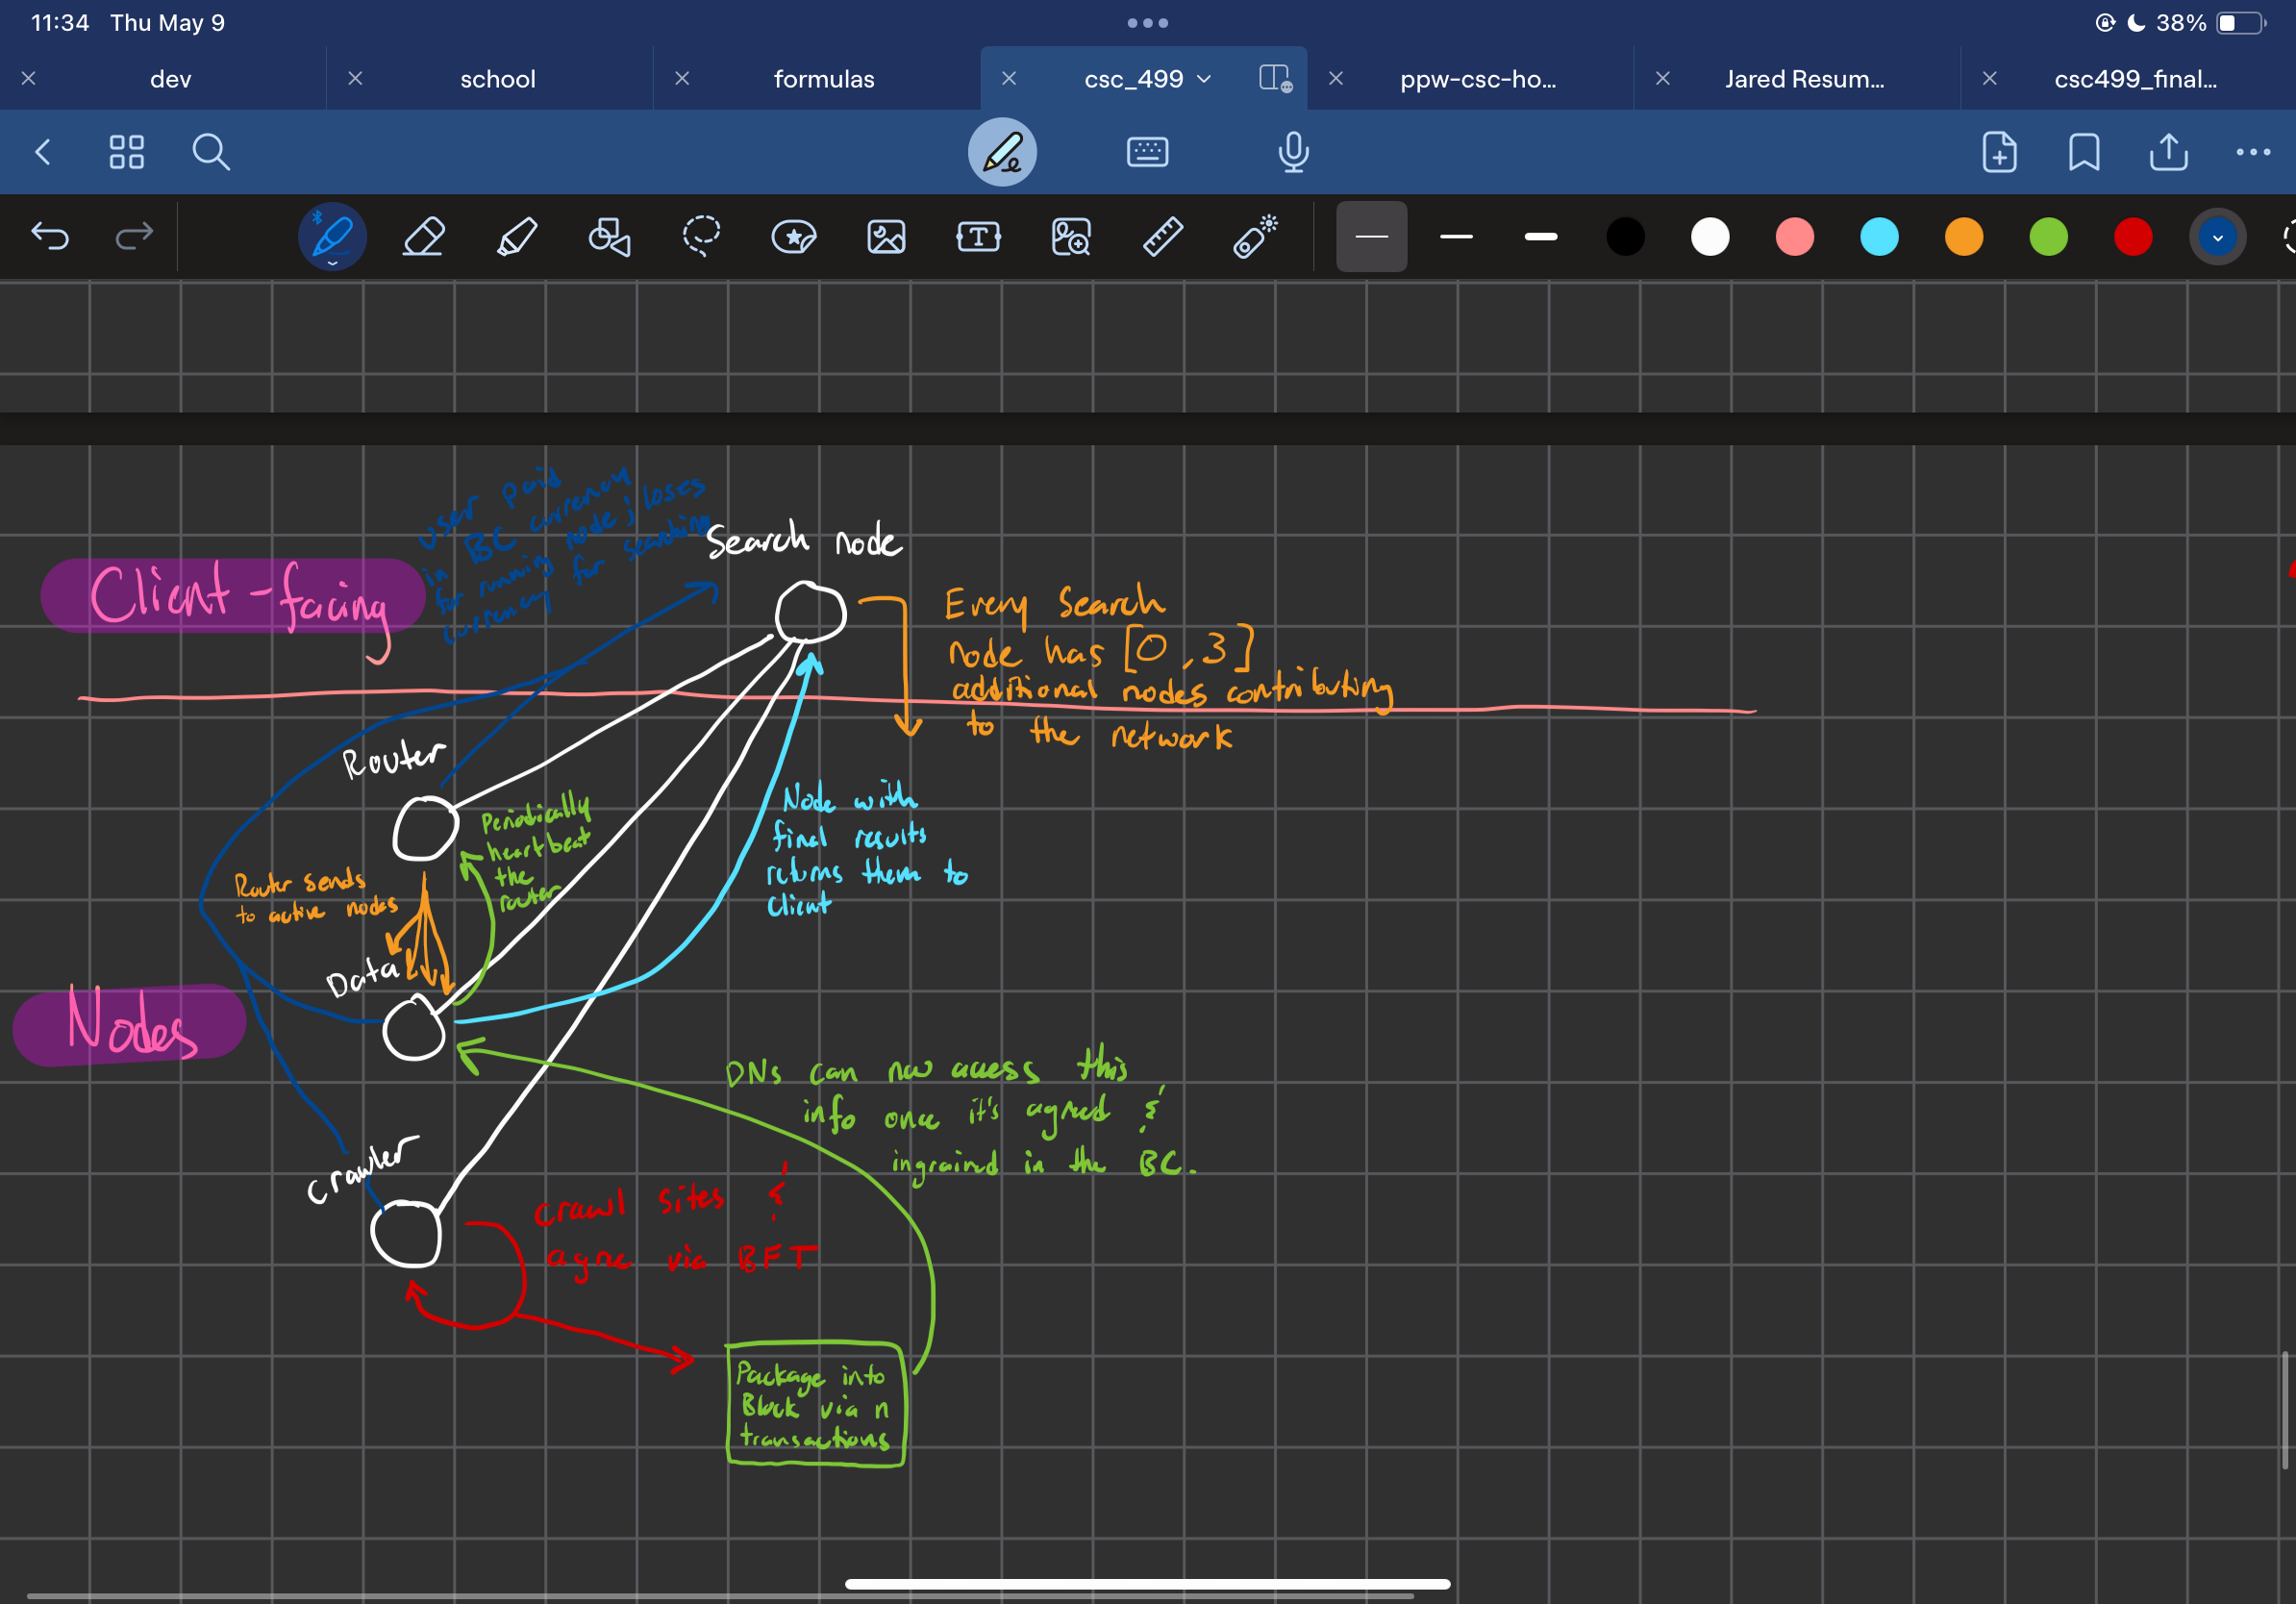 11:34 Thu May 9
38%
dev
school
formulas
csc_499
ppw-csc-ho...
Jared Resum...
csc499_final...
User paid
in BC currency
for running node; loses
currency for searching
Search node
Client-facing
Every search
node has [0,3]
additional nodes contributing
to the network
Router
Periodically
heartbeat
the
router
Node with
final results
returns them to
client
Router sends
to active nodes
Data
Nodes
DNs can now access this
info once it's agreed &
ingrained in the BC.
Crawler
crawl sites &
agree via BFT
Package into
Block via n
transactions